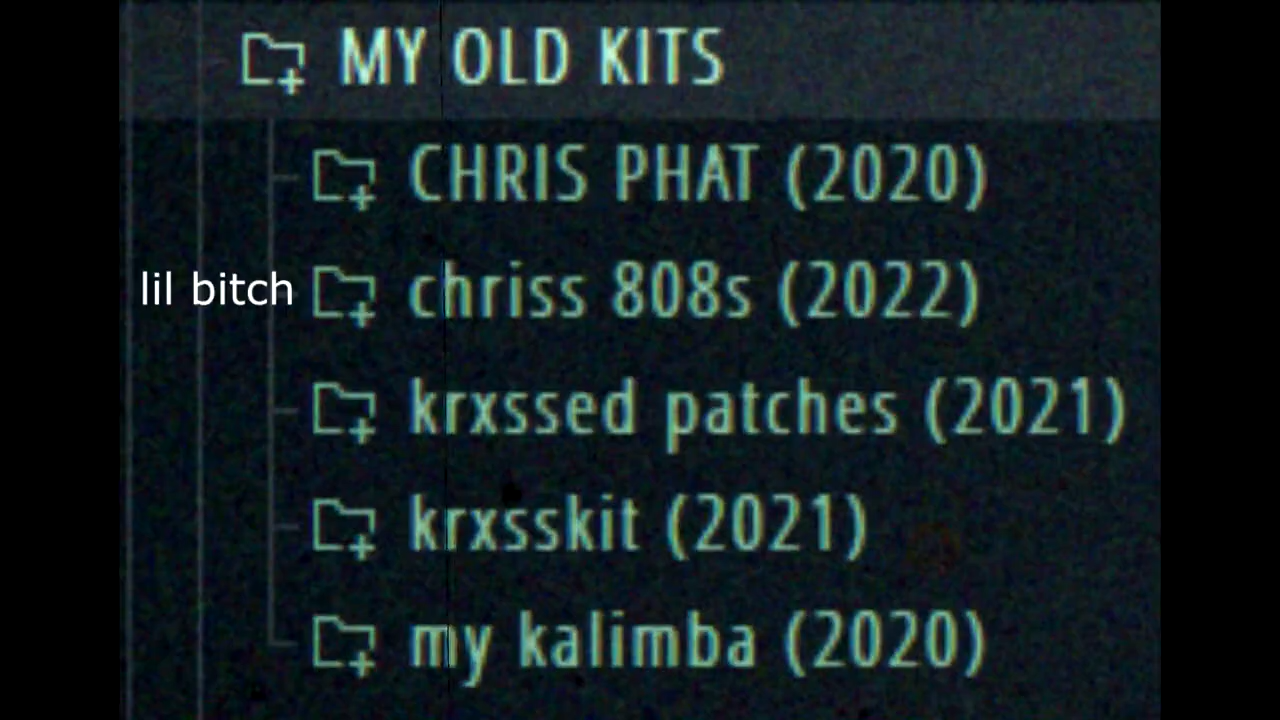 MY OLD KITS
CHRIS PHAT (2020)
lil bitch chriss 808s (2022)
krxssed patches (2021)
krxsskit (2021)
my kalimba (2020)